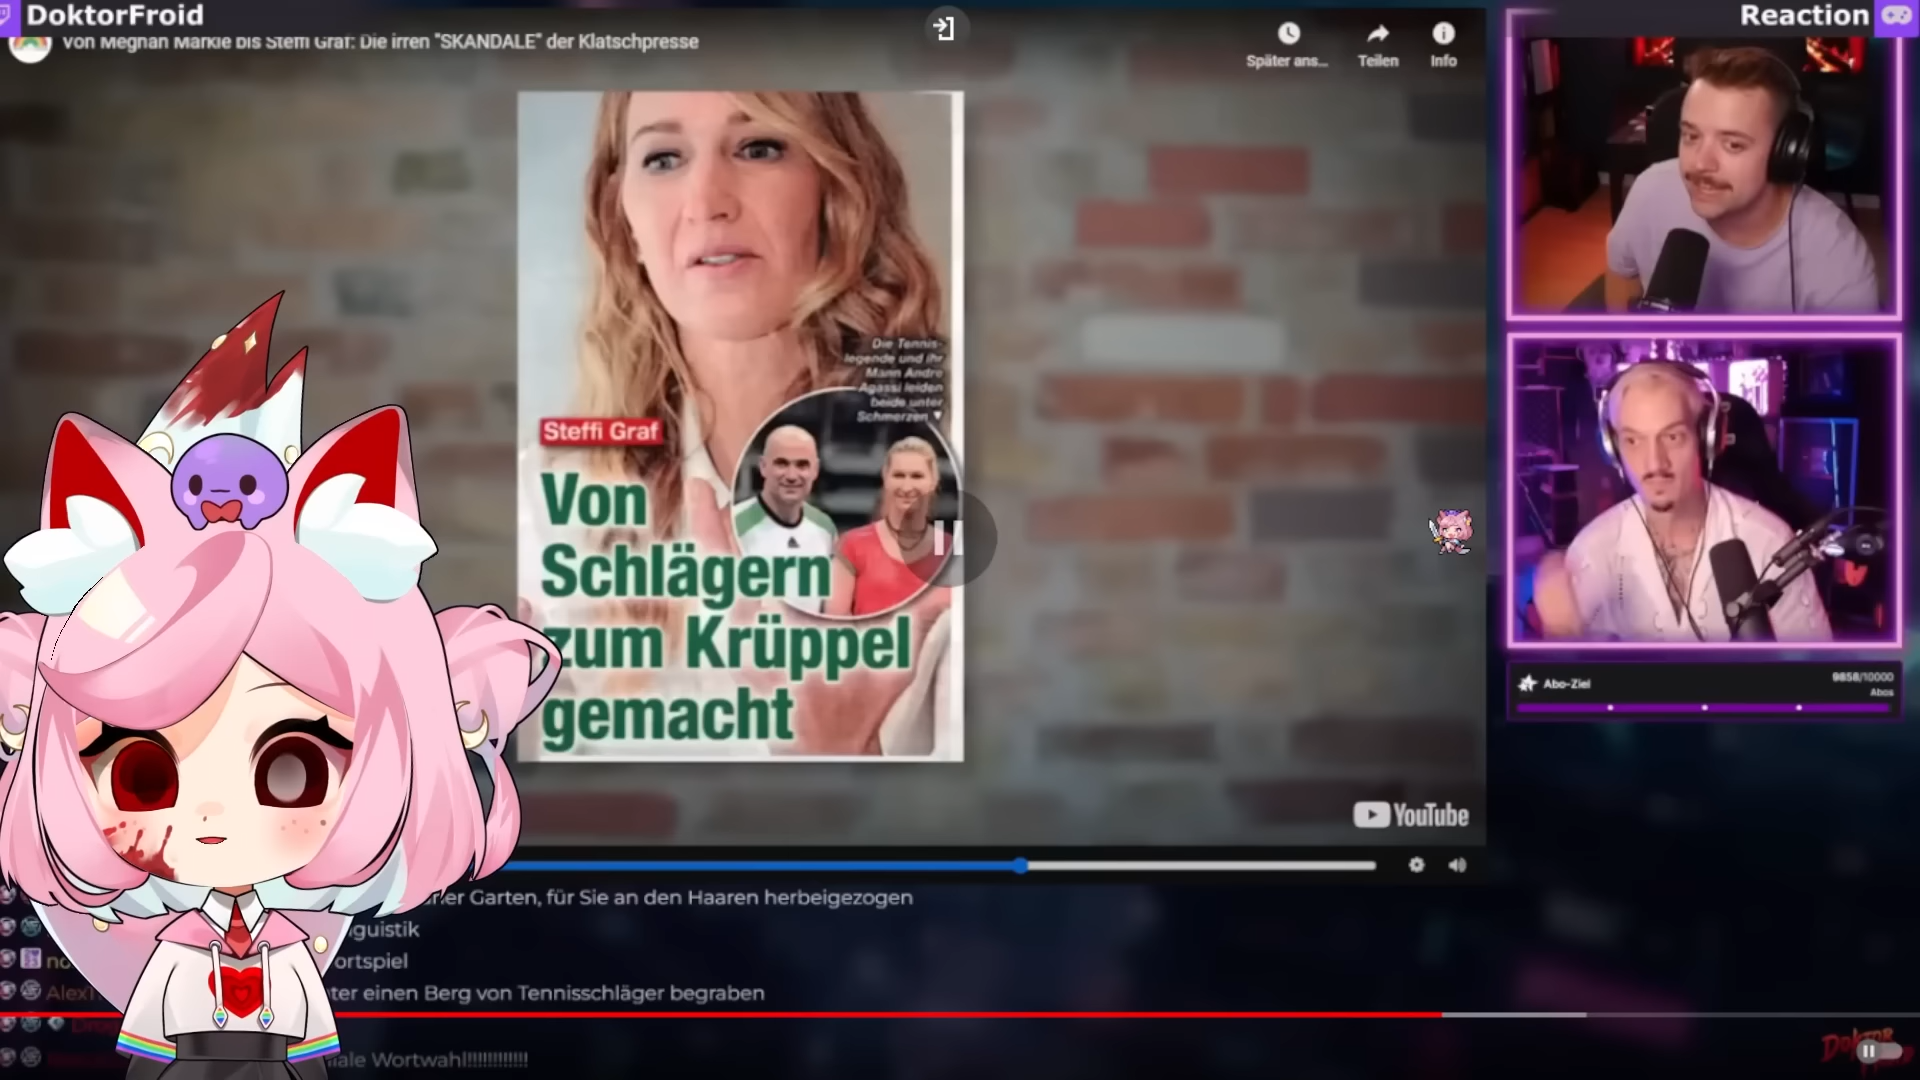 DoktorFroid
Reaction
Von Meghan Markle bis Steffi Graf: Die irren "SKANDALE" der Klatschpresse
Später ans...
Teilen
Info
Die Tennis-
legende und ihr
Mann Andre
Agassi leiden
beide unter
Schmerzen ▼
Steffi Graf
Von
Schlägern
zum Krüppel
gemacht
Abo-Ziel
9858/10000
Abos
YouTube
Garten, für Sie an den Haaren herbeigezogen
guistik
no
ortspiel
Alex
ter einen Berg von Tennisschläger begraben
iale Wortwahl!!!!!!!!!!!!